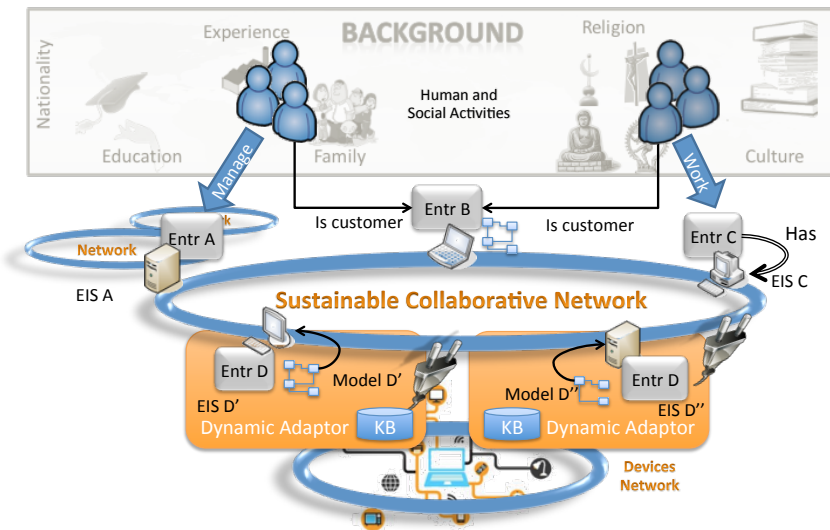 BACKGROUND
Experience
Religion
Nationality
Human and
Social Activities
Education
Family
Culture
Manage
Work
Is customer
Entr B
Is customer
Entr A
k
Network
Entr C
Has
EIS A
EIS C
Sustainable Collaborative Network
Entr D
Model D'
EIS D'
KB
Dynamic Adaptor
Entr D
Model D''
EIS D''
KB
Dynamic Adaptor
Devices
Network